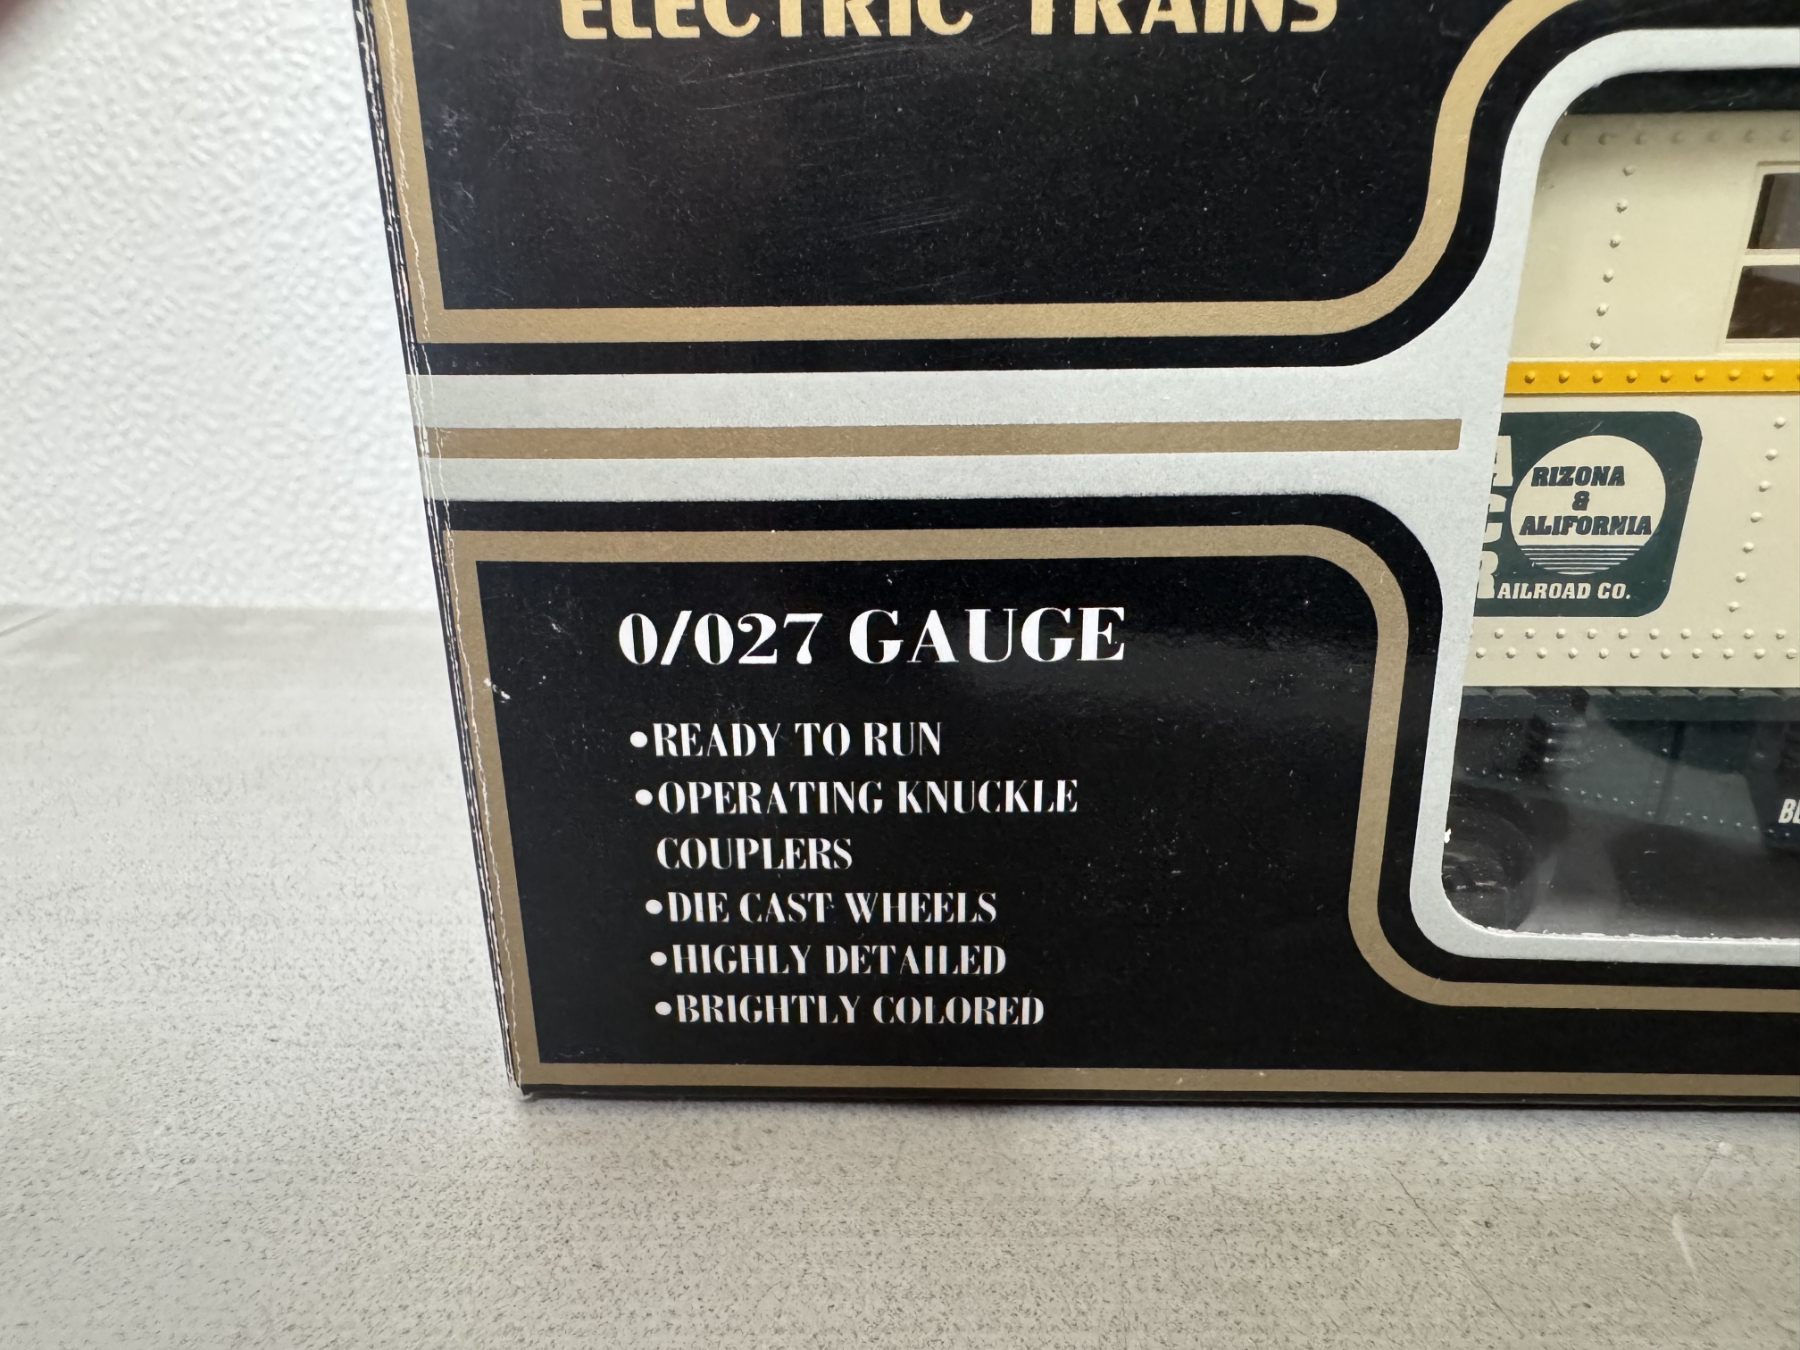 ELECTRIC TRAINS
RIZONA
&
ALIFORNIA
A
C
R
AILROAD CO.
0/027 GAUGE
•READY TO RUN
•OPERATING KNUCKLE
COUPLERS
•DIE CAST WHEELS
•HIGHLY DETAILED
•BRIGHTLY COLORED